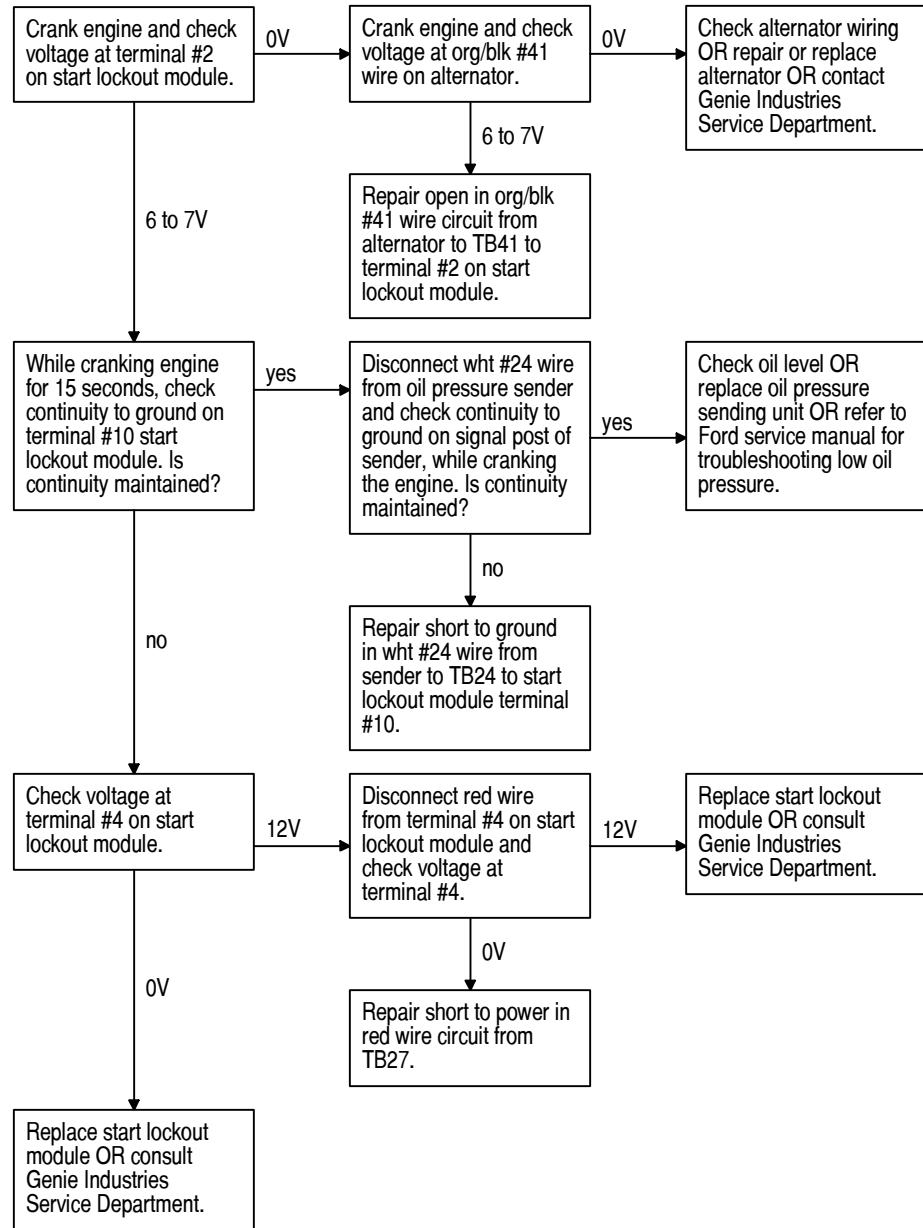 Crank engine and check
voltage at terminal #2
on start lockout module.
0V
Crank engine and check
voltage at org/blk #41
wire on alternator.
0V
Check alternator wiring
OR repair or replace
alternator OR contact
Genie Industries
Service Department.
6 to 7V
Repair open in org/blk
#41 wire circuit from
alternator to TB41 to
terminal #2 on start
lockout module.
6 to 7V
While cranking engine
for 15 seconds, check
continuity to ground on
terminal #10 start
lockout module. Is
continuity maintained?
yes
Disconnect wht #24 wire
from oil pressure sender
and check continuity to
ground on signal post of
sender, while cranking
the engine. Is continuity
maintained?
yes
Check oil level OR
replace oil pressure
sending unit OR refer to
Ford service manual for
troubleshooting low oil
pressure.
no
Repair short to ground
in wht #24 wire from
sender to TB24 to start
lockout module terminal
#10.
no
Check voltage at
terminal #4 on start
lockout module.
12V
Disconnect red wire
from terminal #4 on start
lockout module and
check voltage at
terminal #4.
12V
Replace start lockout
module OR consult
Genie Industries
Service Department.
0V
Repair short to power in
red wire circuit from
TB27.
0V
Replace start lockout
module OR consult
Genie Industries
Service Department.